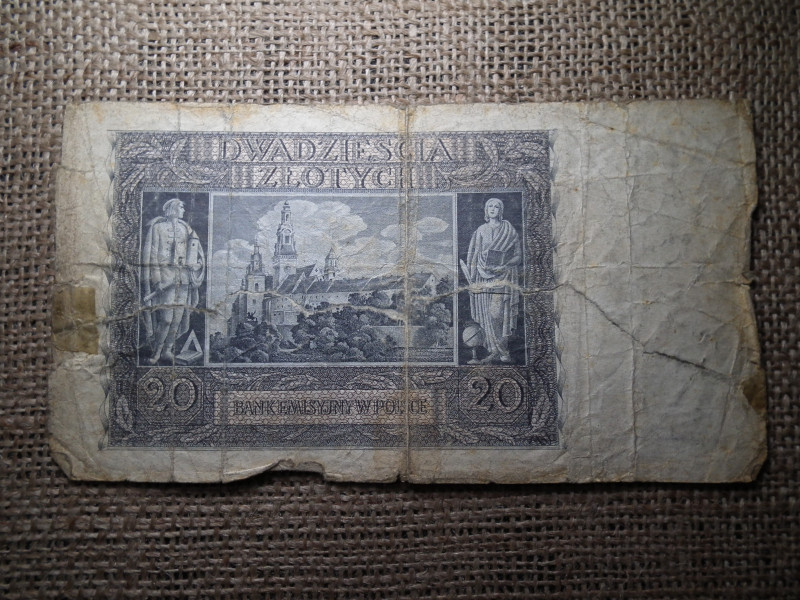 DWADZIEŚCIA
ZŁOTYCH
20
BANK EMISYJNY W POLSCE
20